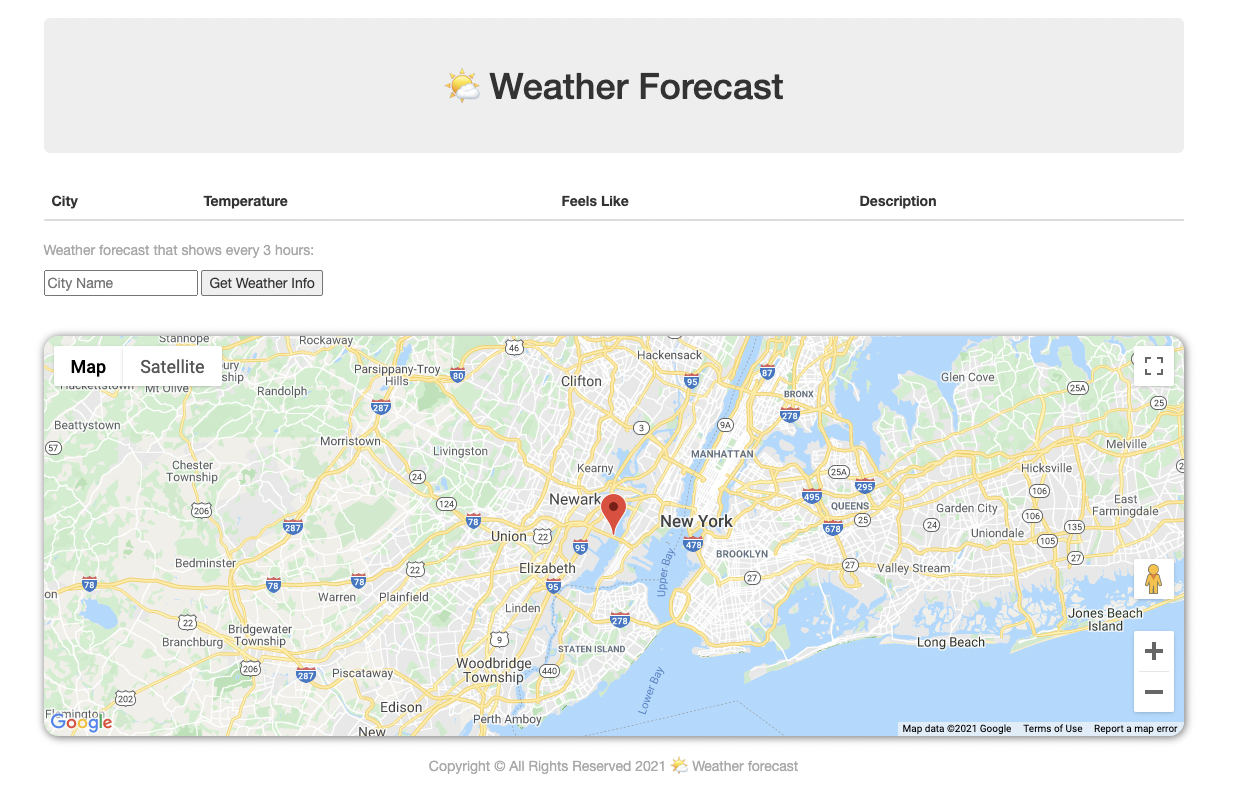 Weather Forecast
City Temperature Feels Like Description
Weather forecast that shows every 3 hours:
City Name Get Weather Info
Stanhope
Rockaway
46
Hackensack
Map Satellite
Parsippany-Troy
Hills
80
Clifton
95
87
Glen Cove
25A
Mt Olive
Randolph
BRONX
287
278
25
Beattystown
3
9A
57
Morristown
Livingston
MANHATTAN
Melville
Chester
Township
Kearny
25A
Hicksville
24
295
106
Newark
495
QUEENS
East
Farmingdale
206
124
Garden City
106
287
78
New York
25
24
135
Union
22
478
678
Uniondale
105
95
BROOKLYN
27
Bedminster
22
Elizabeth
27
Valley Stream
78
78
78
95
27
Upper Bay
on
Warren
Plainfield
Linden
278
Jones Beach
Island
22
Bridgewater
Township
9
Long Beach
Branchburg
STATEN ISLAND
206
287
Piscataway
Woodbridge
Township
440
Lower Bay
202
Edison
Perth Amboy
New
Google
Map data ©2021 Google Terms of Use Report a map error
Copyright © All Rights Reserved 2021 Weather forecast